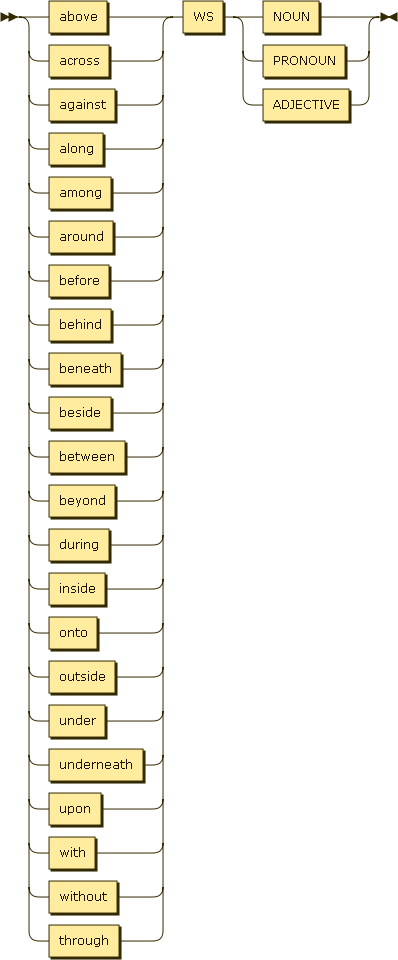 above WS NOUN
across PRONOUN
against ADJECTIVE
along
among
around
before
behind
beneath
beside
between
beyond
during
inside
onto
outside
under
underneath
upon
with
without
through